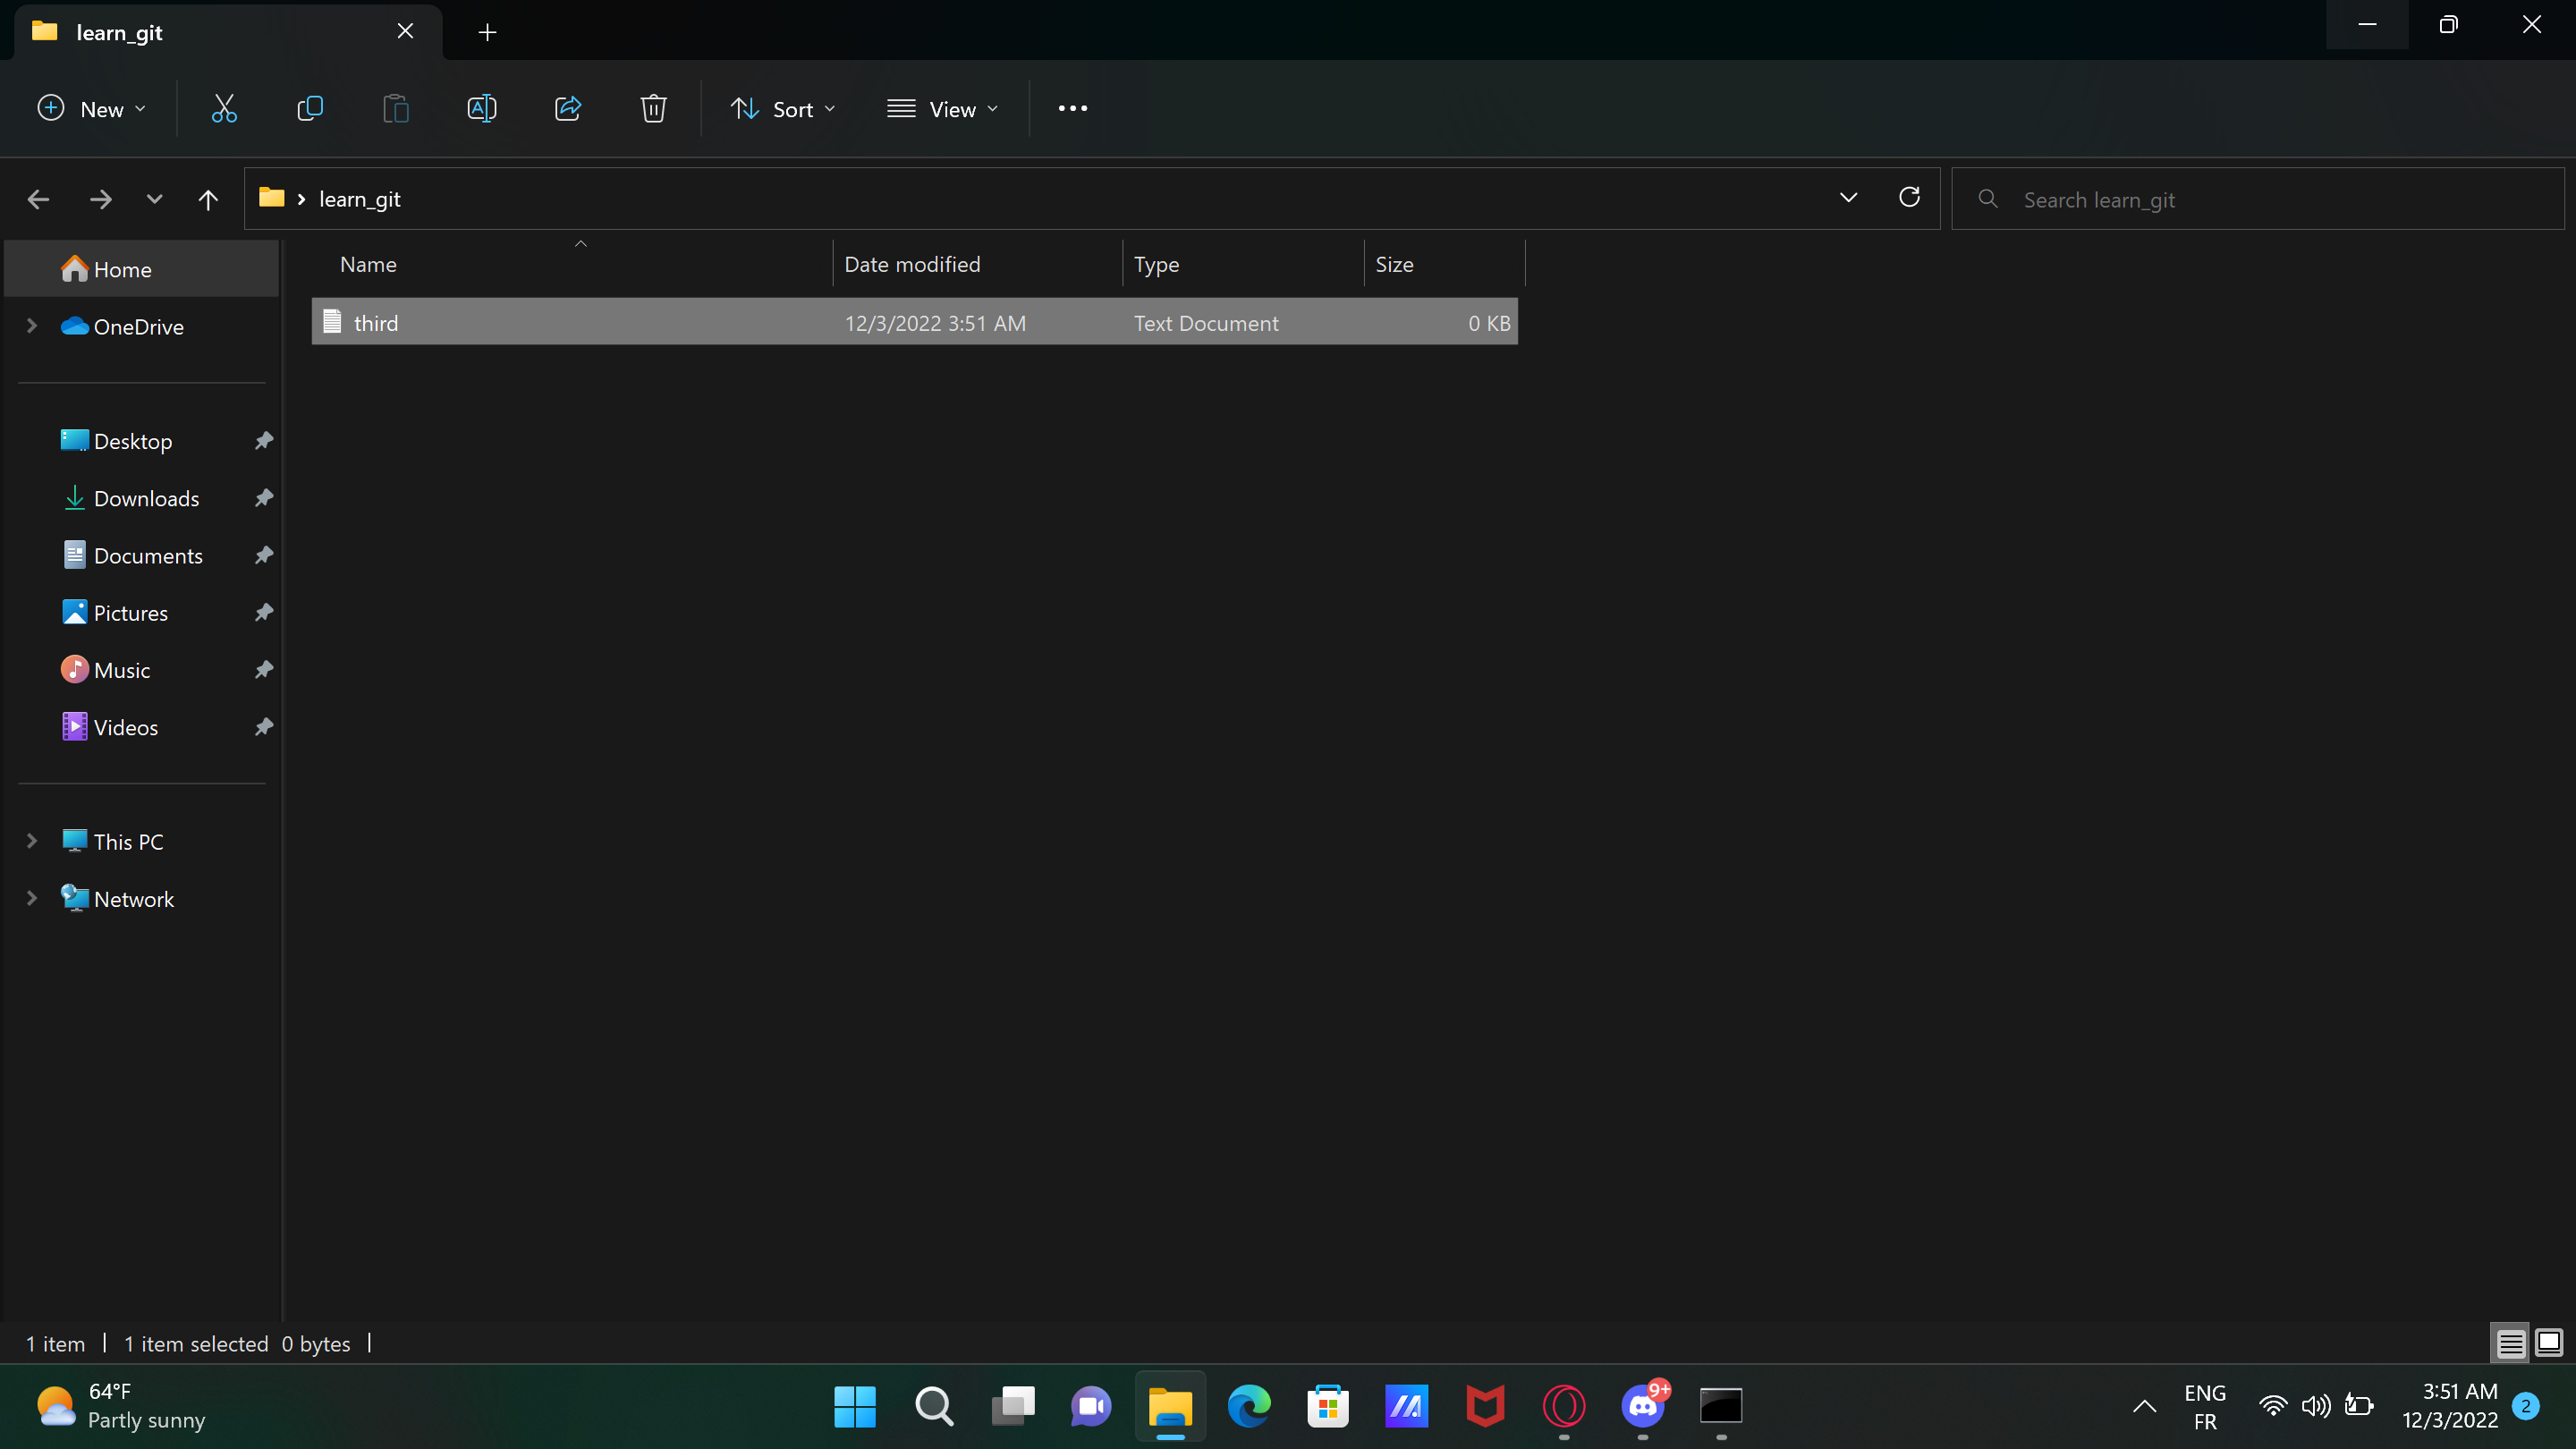 learn_git
New
Sort
View
learn_git
Search learn_git
Name Date modified Type Size
third 12/3/2022 3:51 AM Text Document 0 KB
Home
OneDrive
Desktop
Downloads
Documents
Pictures
Music
Videos
This PC
Network
1 item 1 item selected 0 bytes
64°F
Partly sunny
9+
ENG
FR
3:51 AM
12/3/2022
2